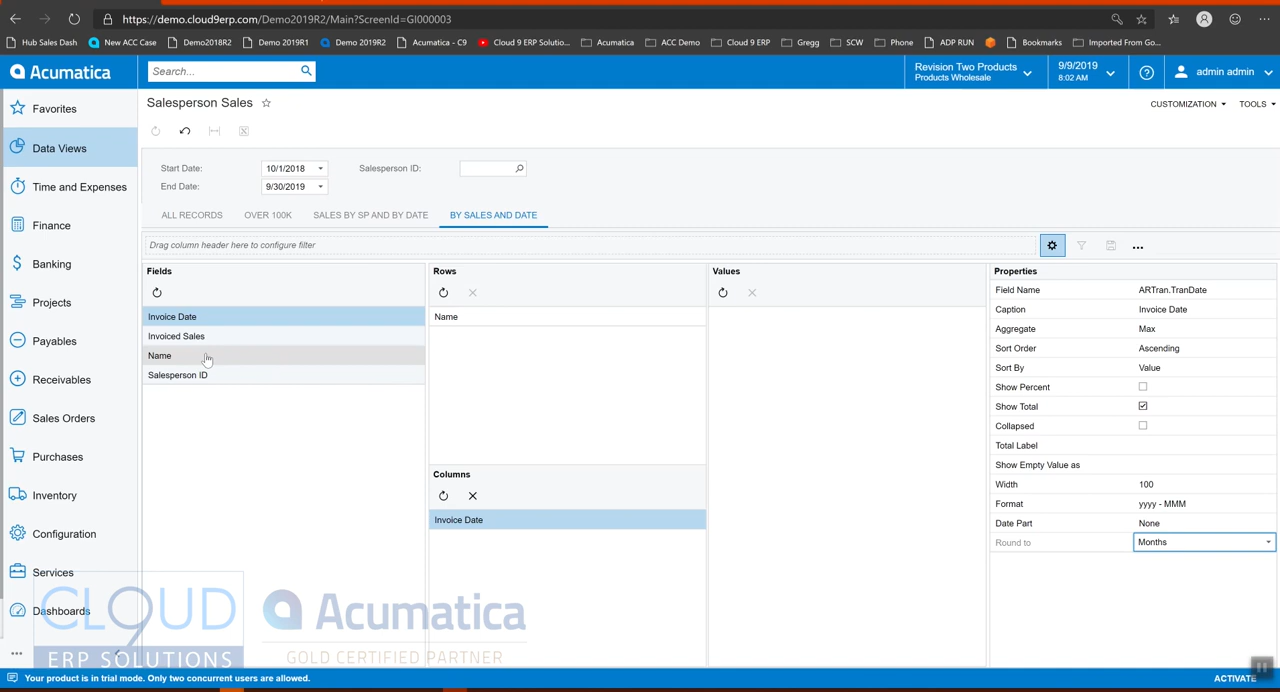 https://demo.cloud9erp.com/Demo2019R2/Main?ScreenId=GI000003
Hub Sales Dash
New ACC Case
Demo2018R2
Demo 2019R1
Demo 2019R2
Acumatica - C9
Cloud 9 ERP Solutio...
Acumatica
ACC Demo
Cloud 9 ERP
Gregg
SCW
Phone
ADP RUN
Bookmarks
Imported From Go...
Acumatica
Search...
Revision Two Products
Products Wholesale
9/9/2019
8:02 AM
admin admin
Favorites
Data Views
Time and Expenses
Finance
Banking
Projects
Payables
Receivables
Sales Orders
Purchases
Inventory
Configuration
Services
Dashboards
Salesperson Sales
CUSTOMIZATION
TOOLS
Start Date:
10/1/2018
Salesperson ID:
End Date:
9/30/2019
ALL RECORDS
OVER 100K
SALES BY SP AND BY DATE
BY SALES AND DATE
Drag column header here to configure filter
Fields
Invoice Date
Invoiced Sales
Name
Salesperson ID
Rows
Name
Columns
Invoice Date
Values
Properties
Field Name ARTran.TranDate
Caption Invoice Date
Aggregate Max
Sort Order Ascending
Sort By Value
Show Percent
Show Total
Collapsed
Total Label
Show Empty Value as
Width 100
Format yyyy - MMM
Date Part None
Round to Months
CLOUD 9
ERP SOLUTIONS
Acumatica
GOLD CERTIFIED PARTNER
Your product is in trial mode. Only two concurrent users are allowed.
ACTIVATE